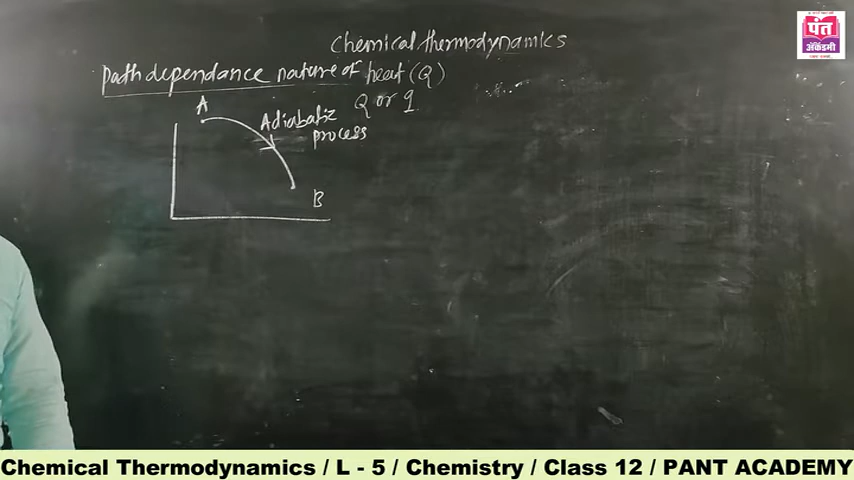 Chemical thermodynamics
path dependance nature of heat (Q)
Q or q
A
Adiabatic
process
B
पंत
अॅकॅडमी
Chemical Thermodynamics / L - 5 / Chemistry / Class 12 / PANT ACADEMY